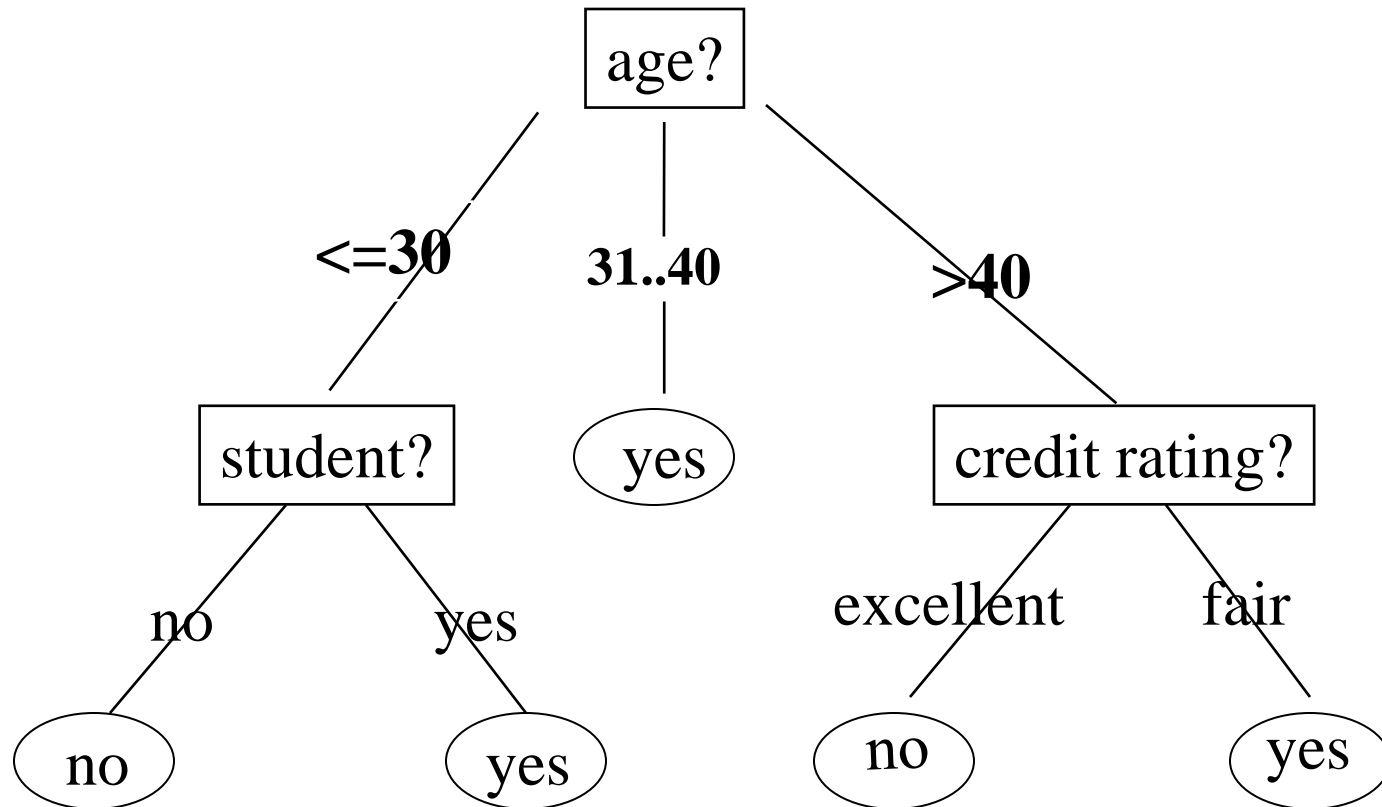 age?
<=30
31..40
>40
student?
yes
credit rating?
no
yes
excellent
fair
no
yes
no
yes